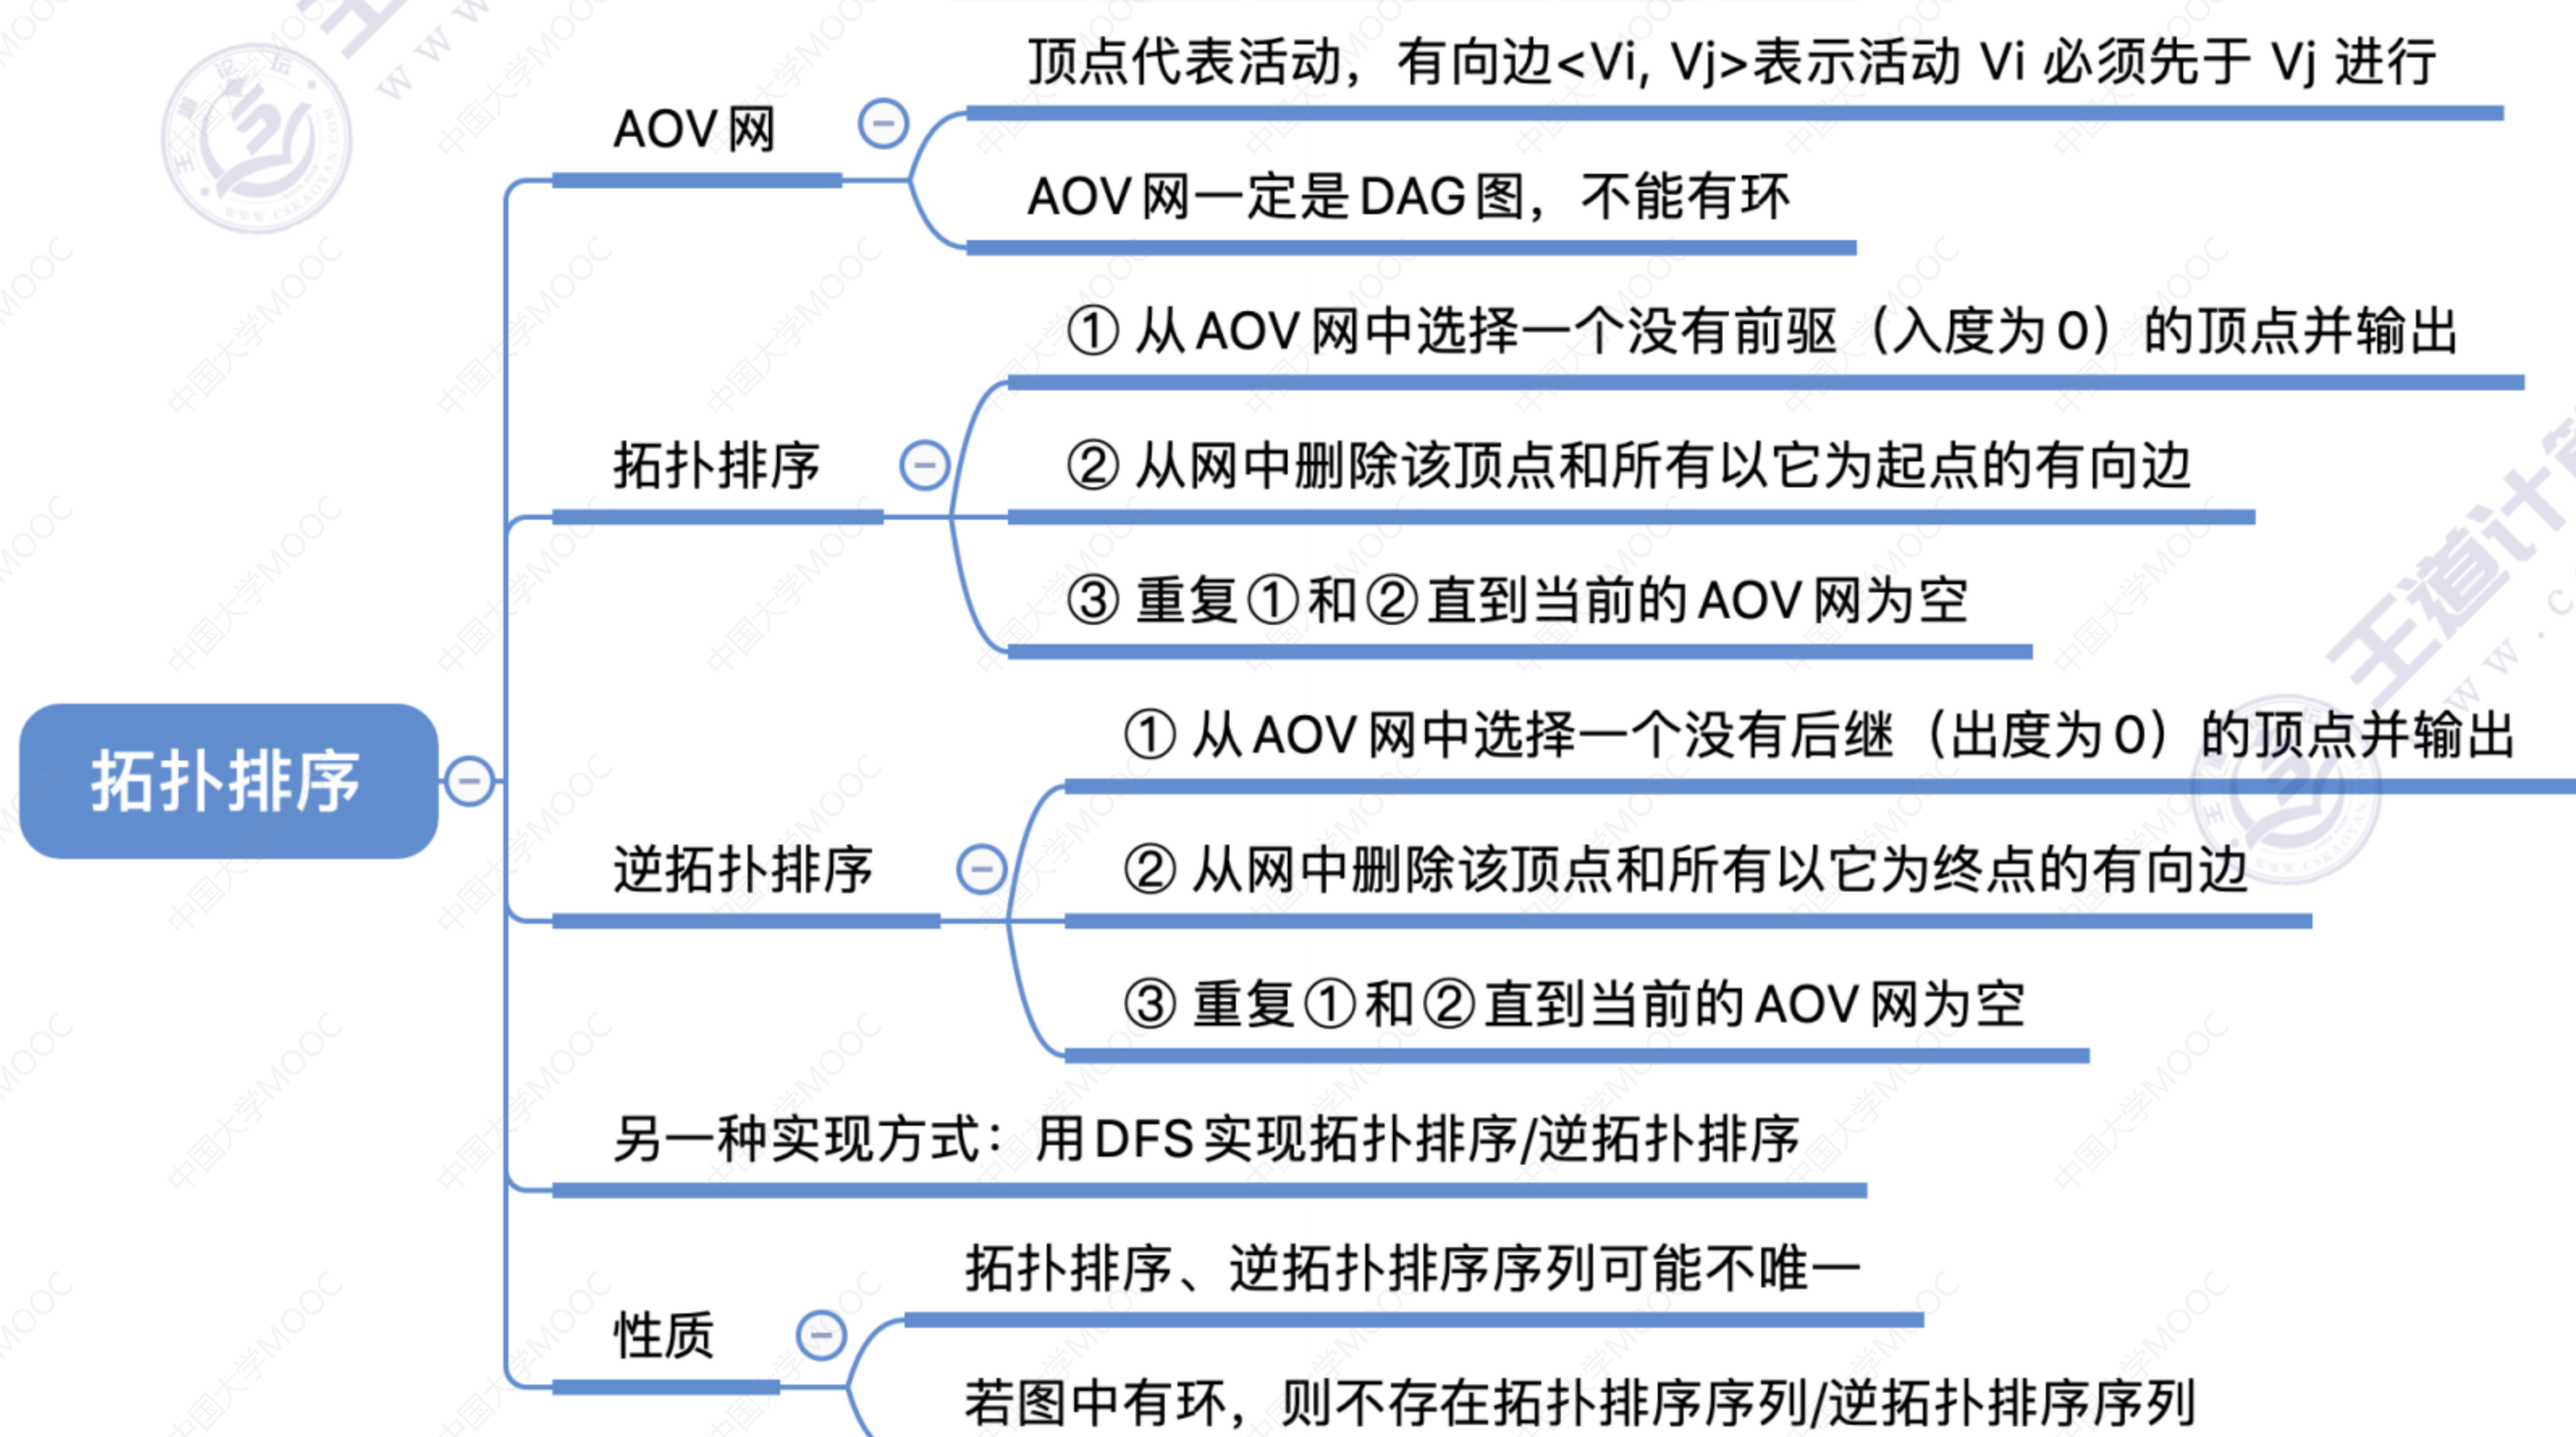 顶点代表活动，有向边<Vi, Vj>表示活动 Vi 必须先于 Vj 进行
AOV网
AOV网一定是DAG图，不能有环
① 从AOV网中选择一个没有前驱（入度为0）的顶点并输出
拓扑排序
② 从网中删除该顶点和所有以它为起点的有向边
③ 重复①和②直到当前的AOV网为空
拓扑排序
① 从AOV网中选择一个没有后继（出度为0）的顶点并输出
逆拓扑排序
② 从网中删除该顶点和所有以它为终点的有向边
③ 重复①和②直到当前的AOV网为空
另一种实现方式：用DFS实现拓扑排序/逆拓扑排序
拓扑排序、逆拓扑排序序列可能不唯一
性质
若图中有环，则不存在拓扑排序序列/逆拓扑排序序列
中国大学MOOC
王道计